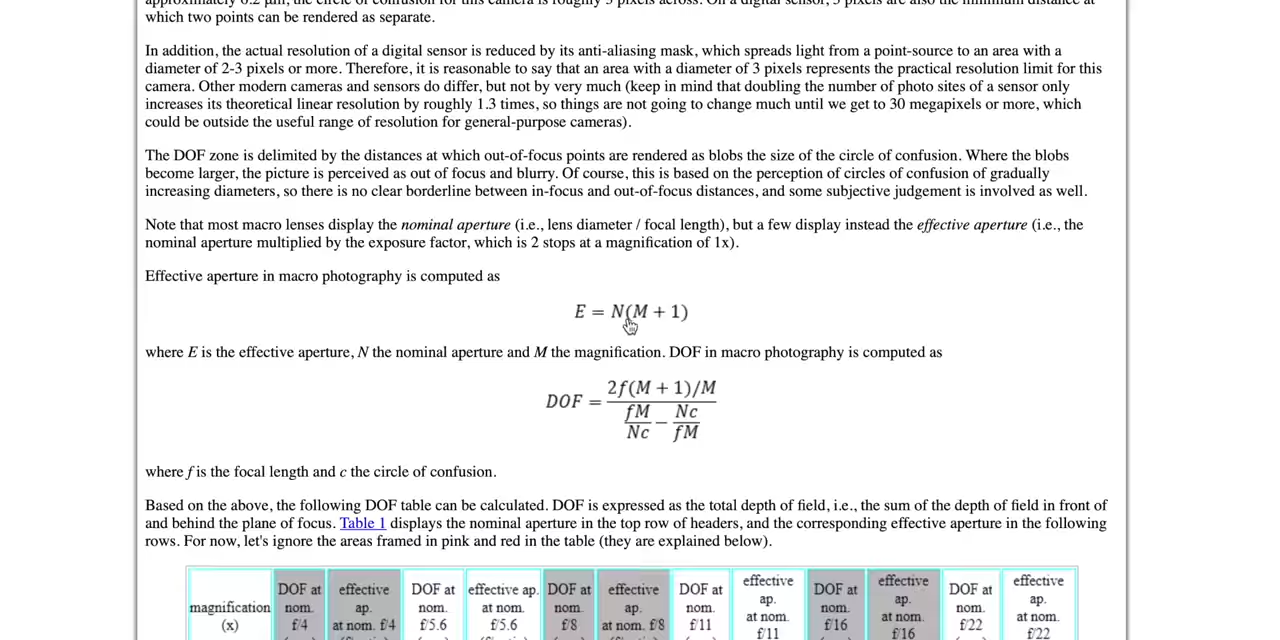 which two points can be rendered as separate.
In addition, the actual resolution of a digital sensor is reduced by its anti-aliasing mask, which spreads light from a point-source to an area with a
diameter of 2-3 pixels or more. Therefore, it is reasonable to say that an area with a diameter of 3 pixels represents the practical resolution limit for this
camera. Other modern cameras and sensors do differ, but not by very much (keep in mind that doubling the number of photo sites of a sensor only
increases its theoretical linear resolution by roughly 1.3 times, so things are not going to change much until we get to 30 megapixels or more, which
could be outside the useful range of resolution for general-purpose cameras).
The DOF zone is delimited by the distances at which out-of-focus points are rendered as blobs the size of the circle of confusion. Where the blobs
become larger, the picture is perceived as out of focus and blurry. Of course, this is based on the perception of circles of confusion of gradually
increasing diameters, so there is no clear borderline between in-focus and out-of-focus distances, and some subjective judgement is involved as well.
Note that most macro lenses display the nominal aperture (i.e., lens diameter / focal length), but a few display instead the effective aperture (i.e., the
nominal aperture multiplied by the exposure factor, which is 2 stops at a magnification of 1x).
Effective aperture in macro photography is computed as
E = N(M + 1)
where E is the effective aperture, N the nominal aperture and M the magnification. DOF in macro photography is computed as
2f(M + 1)/M
DOF =
fM Nc
—
Nc fM
where f is the focal length and c the circle of confusion.
Based on the above, the following DOF table can be calculated. DOF is expressed as the total depth of field, i.e., the sum of the depth of field in front of
and behind the plane of focus. Table 1 displays the nominal aperture in the top row of headers, and the corresponding effective aperture in the following
rows. For now, let's ignore the areas framed in pink and red in the table (they are explained below).
magnification
(x)
DOF at
nom.
f/4
effective
ap.
at nom. f/4
DOF at
nom.
f/5.6
effective ap.
at nom.
f/5.6
DOF at
nom.
f/8
effective
ap.
at nom. f/8
DOF at
nom.
f/11
effective
ap.
at nom.
f/11
DOF at
nom.
f/16
effective
ap.
at nom.
f/16
DOF at
nom.
f/22
effective
ap.
at nom.
f/22